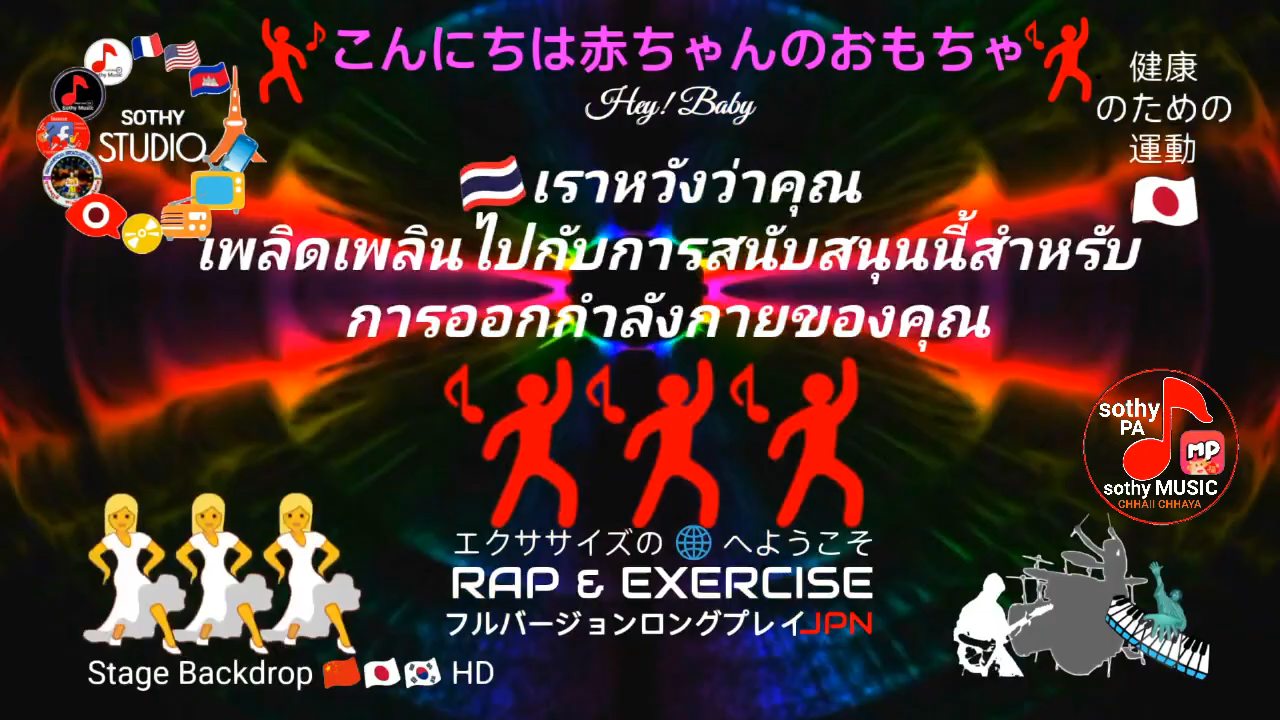 こんにちは赤ちゃんのおもちゃ
Hey! Baby
SOTHY
STUDIO
健康
のための
運動
เราหวังว่าคุณ
เพลิดเพลินไปกับการสนับสนุนนี้สำหรับ
การออกกำลังกายของคุณ
sothy
PA
MP
sothy MUSIC
CHHAII CHHAYA
エクササイズの へようこそ
RAP & EXERCISE
フルバージョンロングプレイJPN
Stage Backdrop HD